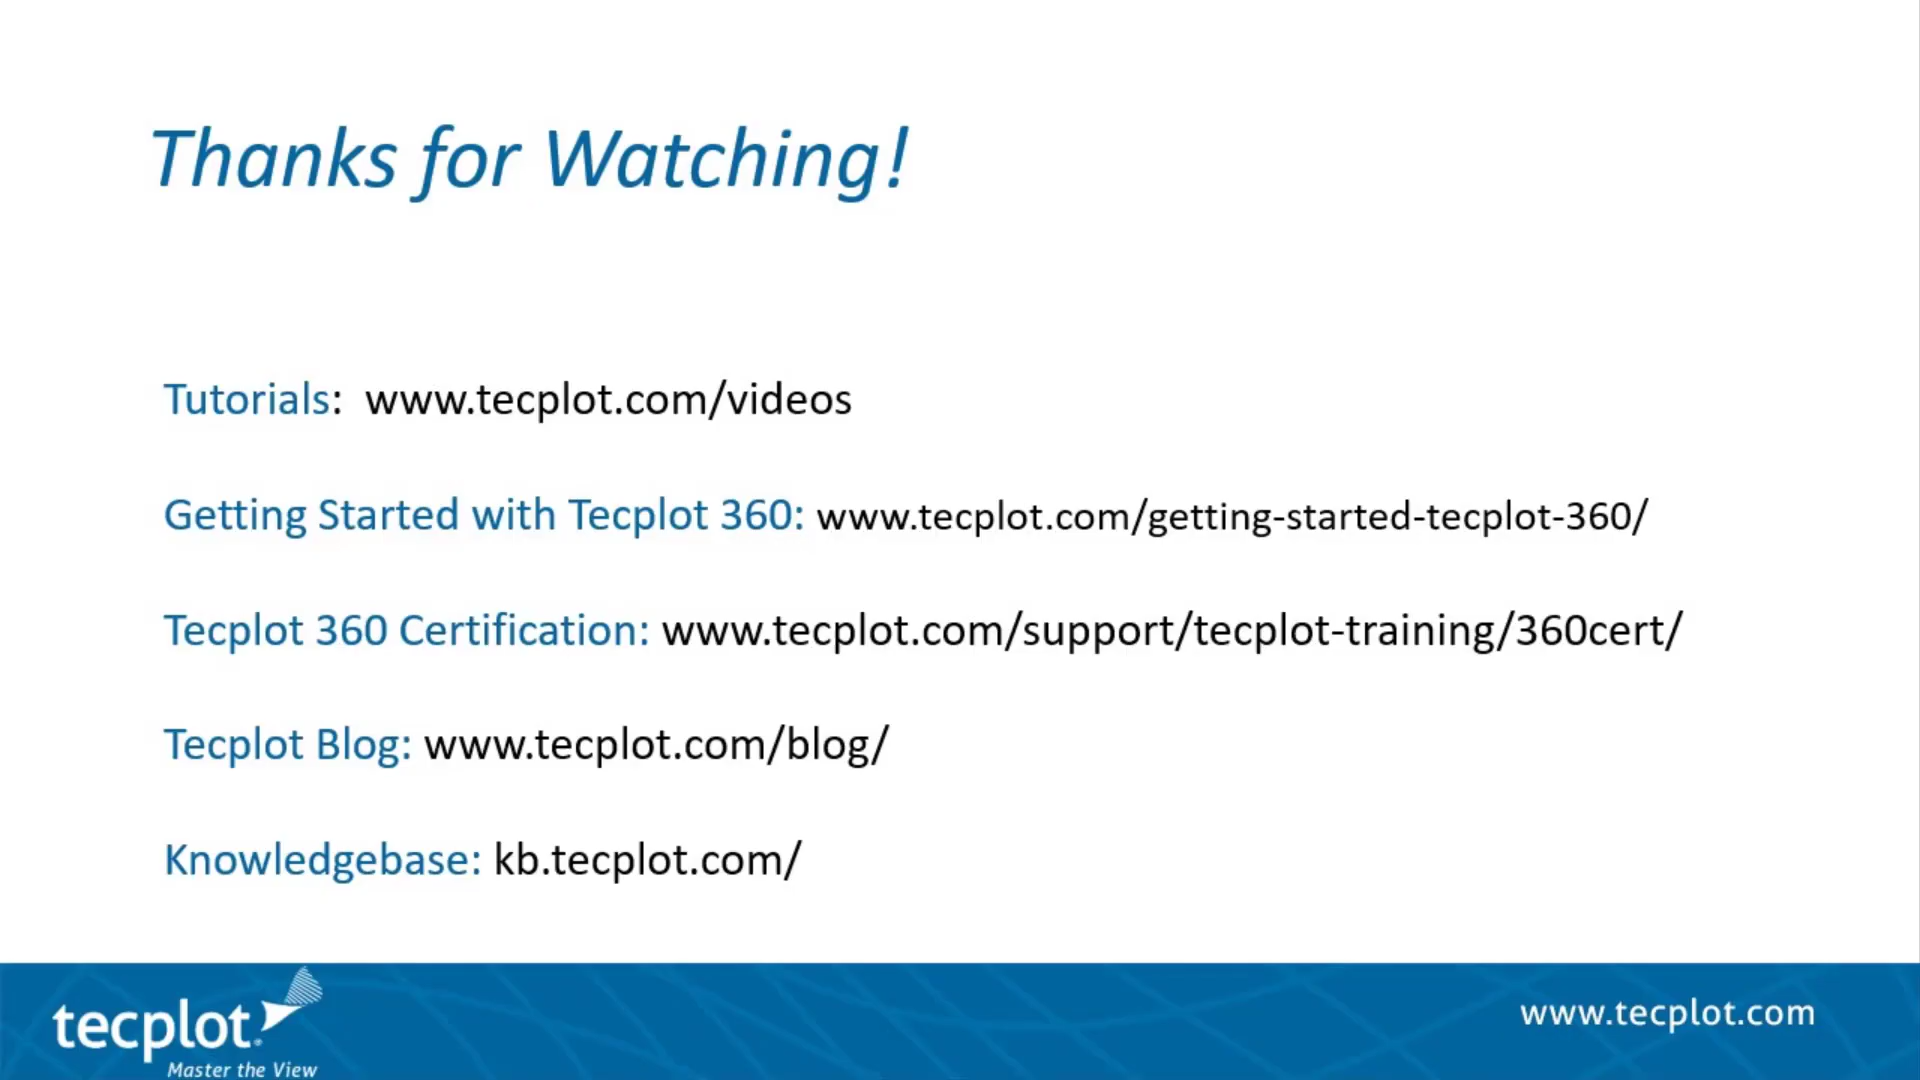 Thanks for Watching!
Tutorials:  www.tecplot.com/videos
Getting Started with Tecplot 360: www.tecplot.com/getting-started-tecplot-360/
Tecplot 360 Certification: www.tecplot.com/support/tecplot-training/360cert/
Tecplot Blog: www.tecplot.com/blog/
Knowledgebase: kb.tecplot.com/
tecplot®
Master the View
www.tecplot.com